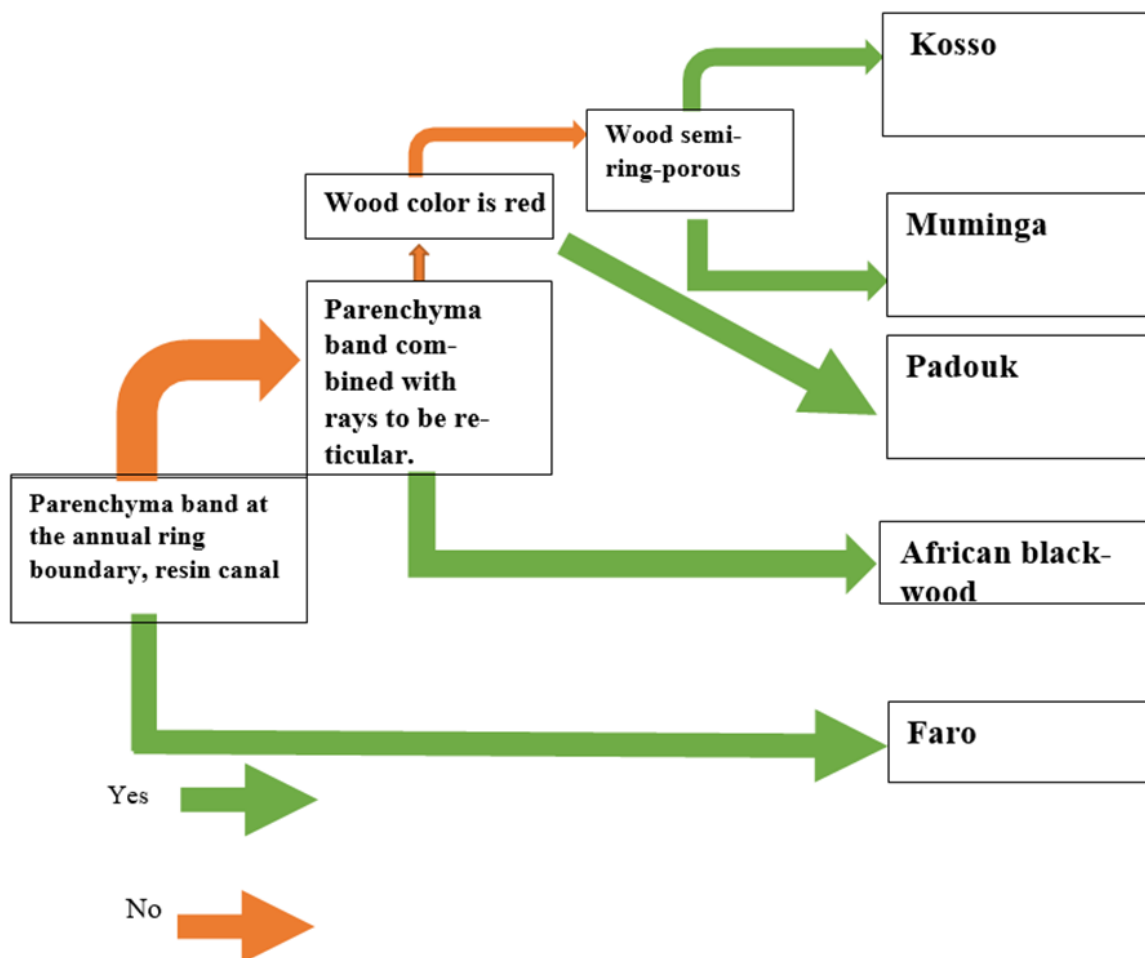 Kosso
Wood semi-
ring-porous
Wood color is red
Muminga
Parenchyma
band com-
bined with
rays to be re-
ticular.
Padouk
Parenchyma band at
the annual ring
boundary, resin canal
African black-
wood
Faro
Yes
No